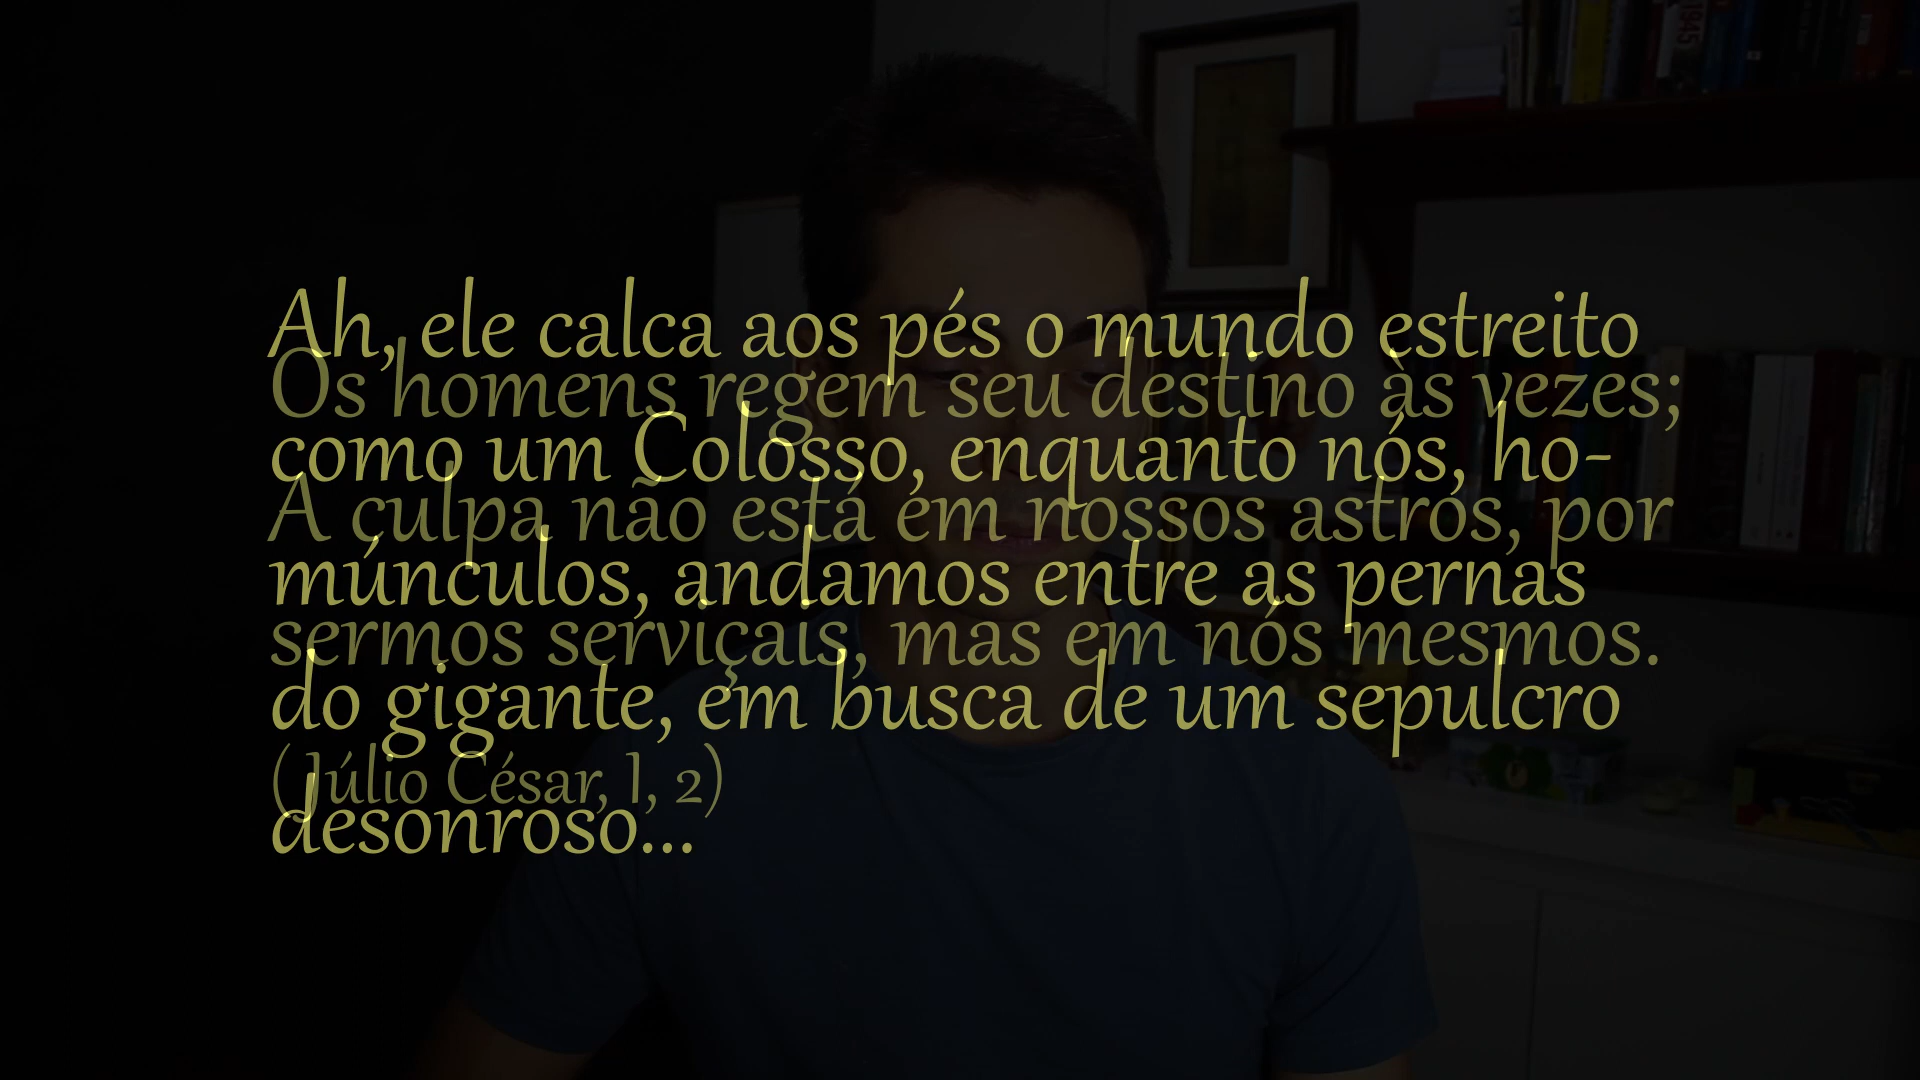 Ah, ele calca aos pés o mundo estreito
Os homens regem seu destino às vezes;
como um Colosso, enquanto nós, ho-
A culpa não está em nossos astros, por
múnculos, andamos entre as pernas
sermos serviçais, mas em nós mesmos.
do gigante, em busca de um sepulcro
(Júlio César, I, 2)
desonroso...
1945